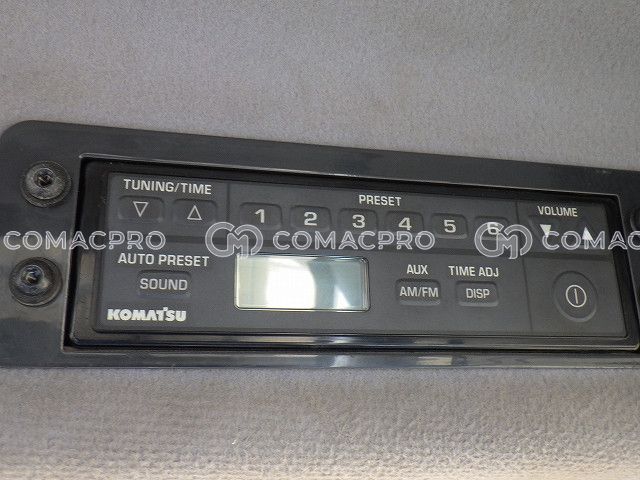 TUNING/TIME
▽ △
PRESET
1 2 3 4 5 6
VOLUME
▼ ▲
COMACPRO COMACPRO COMACPRO
AUTO PRESET
SOUND
AUX
AM/FM
TIME ADJ
DISP
KOMATSU